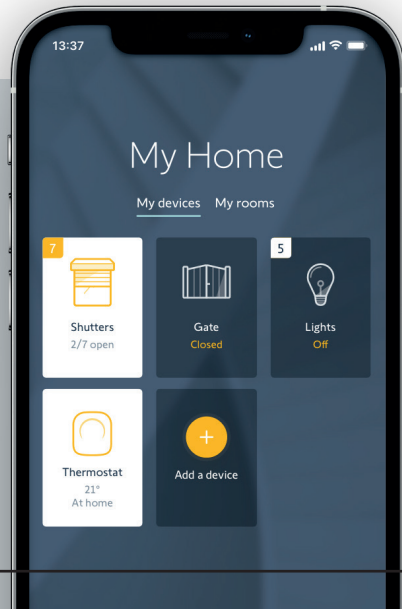 13:37
My Home
My devices My rooms
7
Shutters
2/7 open
Gate
Closed
5
Lights
Off
Thermostat
21°
At home
+
Add a device